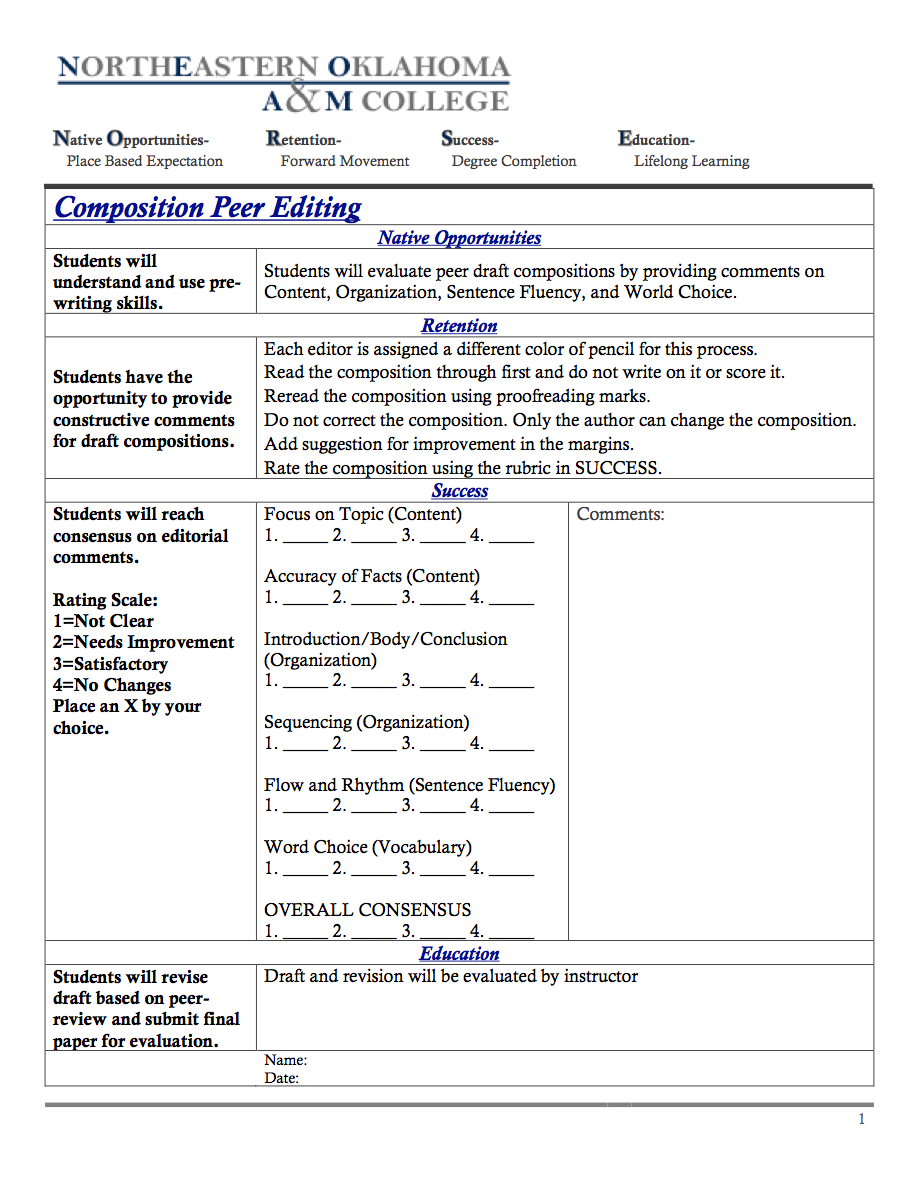 NORTHEASTERN OKLAHOMA
A&M COLLEGE
Native Opportunities- Retention- Success- Education-
Place Based Expectation Forward Movement Degree Completion Lifelong Learning
Composition Peer Editing
Native Opportunities
Students will
understand and use pre-
writing skills.
Students will evaluate peer draft compositions by providing comments on
Content, Organization, Sentence Fluency, and World Choice.
Retention
Students have the
opportunity to provide
constructive comments
for draft compositions.
Each editor is assigned a different color of pencil for this process.
Read the composition through first and do not write on it or score it.
Reread the composition using proofreading marks.
Do not correct the composition. Only the author can change the composition.
Add suggestion for improvement in the margins.
Rate the composition using the rubric in SUCCESS.
Success
Students will reach
consensus on editorial
comments.
Rating Scale:
1=Not Clear
2=Needs Improvement
3=Satisfactory
4=No Changes
Place an X by your
choice.
Focus on Topic (Content)
1. _____ 2. _____ 3. _____ 4. _____
Accuracy of Facts (Content)
1. _____ 2. _____ 3. _____ 4. _____
Introduction/Body/Conclusion
(Organization)
1. _____ 2. _____ 3. _____ 4. _____
Sequencing (Organization)
1. _____ 2. _____ 3. _____ 4. _____
Flow and Rhythm (Sentence Fluency)
1. _____ 2. _____ 3. _____ 4. _____
Word Choice (Vocabulary)
1. _____ 2. _____ 3. _____ 4. _____
OVERALL CONSENSUS
1. _____ 2. _____ 3. _____ 4. _____
Comments:
Education
Students will revise
draft based on peer-
review and submit final
paper for evaluation.
Draft and revision will be evaluated by instructor
Name:
Date:
1